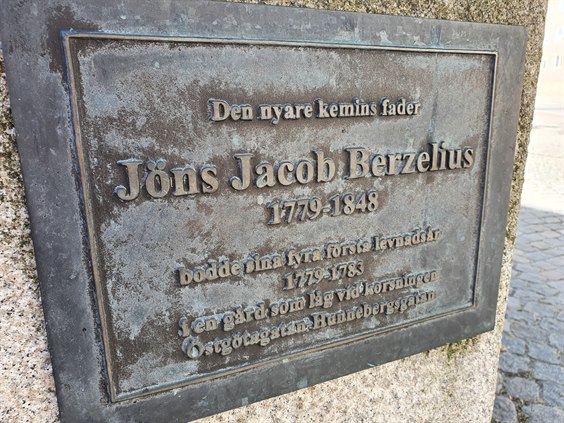 Den nyare kemins fader
Jöns Jacob Berzelius
1779-1848
bodde sina fyra första levnadsår
1779-1783
i en gård som låg vid korsningen
Östgötagatan-Hunnebergsgatan